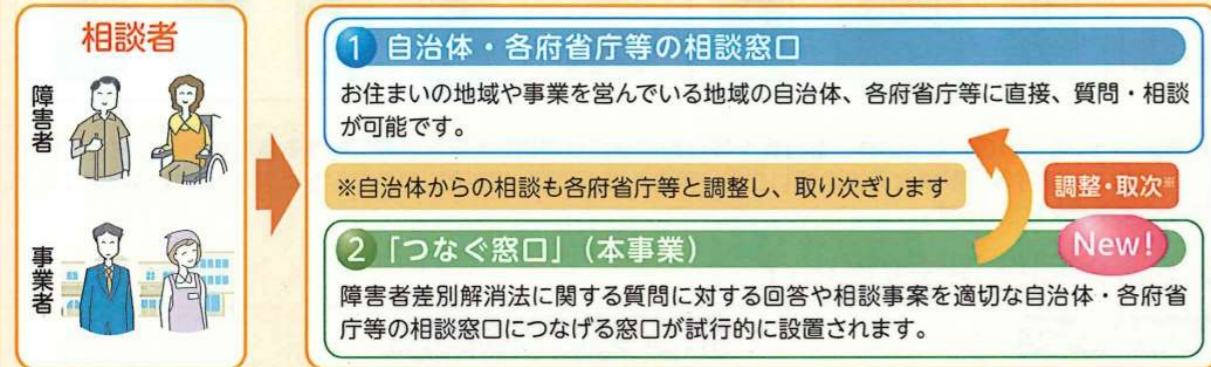 相談者
障害者
事業者
1 自治体・各府省庁等の相談窓口
お住まいの地域や事業を営んでいる地域の自治体、各府省庁等に直接、質問・相談
が可能です。
※自治体からの相談も各府省庁等と調整し、取り次ぎします
調整・取次※
New!
2 「つなぐ窓口」（本事業）
障害者差別解消法に関する質問に対する回答や相談事案を適切な自治体・各府省
庁等の相談窓口につなげる窓口が試行的に設置されます。